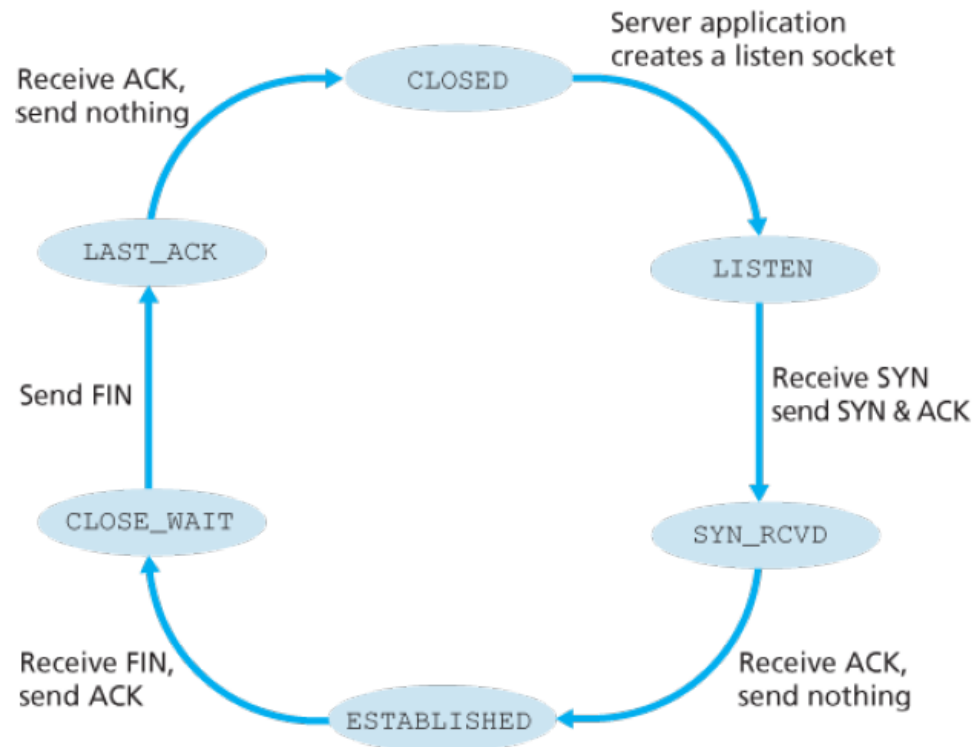 Server application
creates a listen socket
CLOSED
Receive ACK,
send nothing
LAST_ACK
LISTEN
Send FIN
Receive SYN
send SYN & ACK
CLOSE_WAIT
SYN_RCVD
Receive FIN,
send ACK
Receive ACK,
send nothing
ESTABLISHED